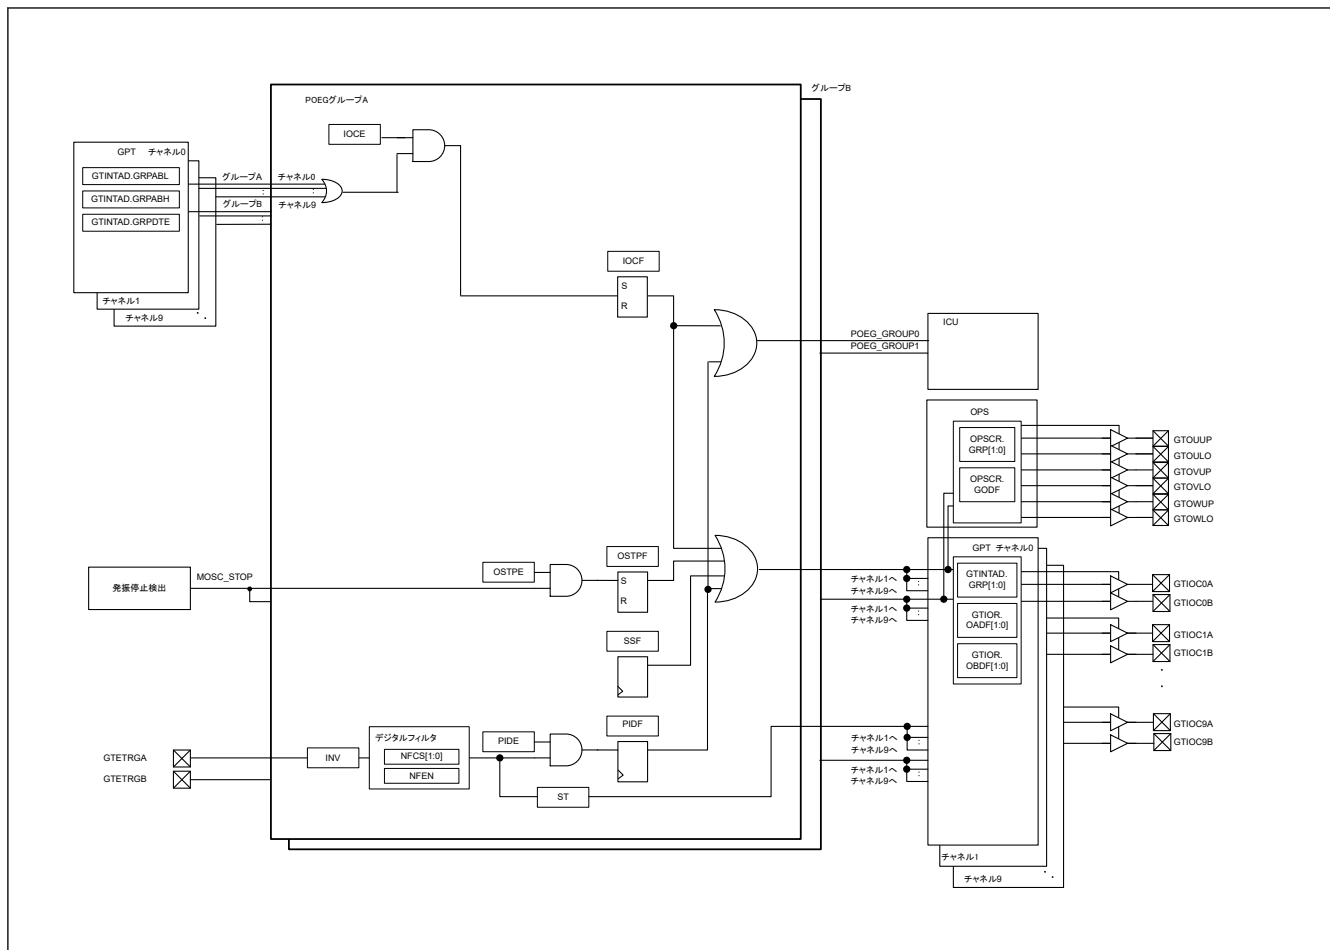 グループB
POEGグループA
IOCE
GPT チャネル0
GTINTAD.GRPABL
GTINTAD.GRPABH
GTINTAD.GRPDTE
チャネル1
チャネル9
グループA チャネル0
:
:
グループB チャネル9
:
IOCF
S
R
POEG_GROUP0
POEG_GROUP1
ICU
OPS
OPSCR.
GRP[1:0]
OPSCR.
GODF
GTOUUP
GTOULO
GTOVUP
GTOVLO
GTOWUP
GTOWLO
発振停止検出
MOSC_STOP
OSTPE
OSTPF
S
R
SSF
チャネル1へ
:
チャネル9へ
チャネル1へ
:
チャネル9へ
GPT チャネル0
GTINTAD.
GRP[1:0]
GTIOR.
OADF[1:0]
GTIOR.
OBDF[1:0]
GTIOC0A
GTIOC0B
GTIOC1A
GTIOC1B
GTIOC9A
GTIOC9B
GTETRGA
GTETRGB
INV
デジタルフィルタ
NFCS[1:0]
NFEN
PIDE
PIDF
ST
チャネル1へ
:
チャネル9へ
チャネル1へ
:
チャネル9へ
チャネル1
チャネル9